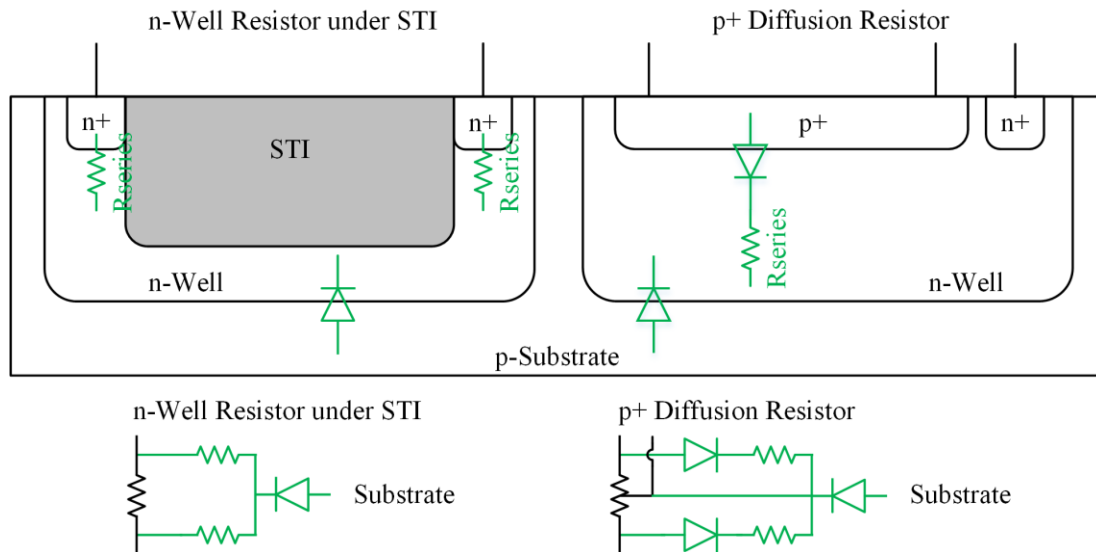 n-Well Resistor under STI
p+ Diffusion Resistor
n+
STI
n+
p+
n+
Rseries
Rseries
Rseries
n-Well
n-Well
p-Substrate
n-Well Resistor under STI
p+ Diffusion Resistor
Substrate
Substrate